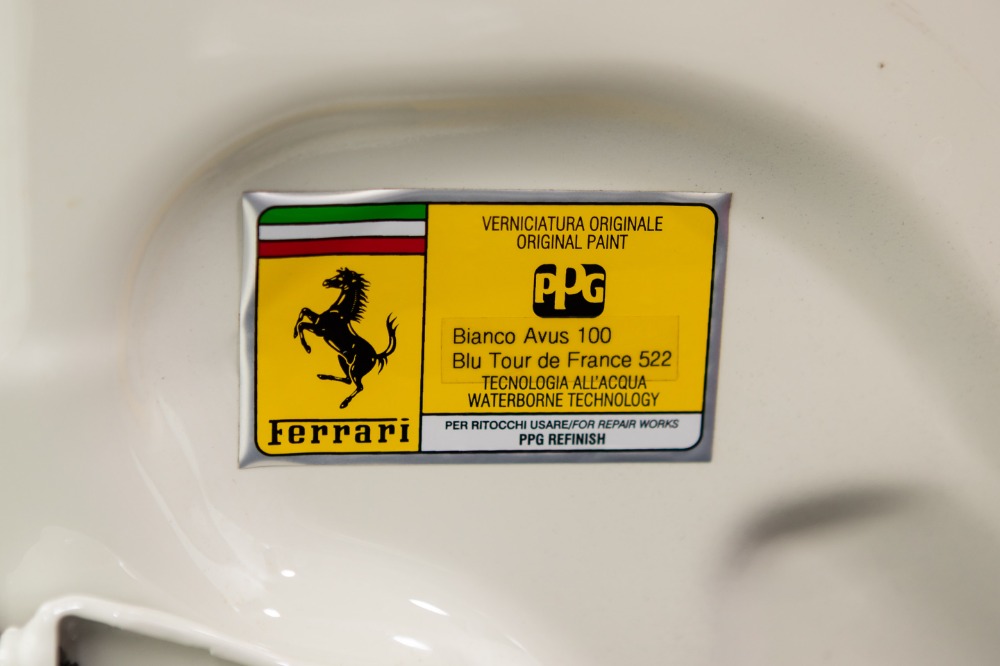 VERNICIATURA ORIGINALE
ORIGINAL PAINT
PPG
Bianco Avus 100
Blu Tour de France 522
TECNOLOGIA ALL'ACQUA
WATERBORNE TECHNOLOGY
Ferrari
PER RITOCCHI USARE/FOR REPAIR WORKS
PPG REFINISH